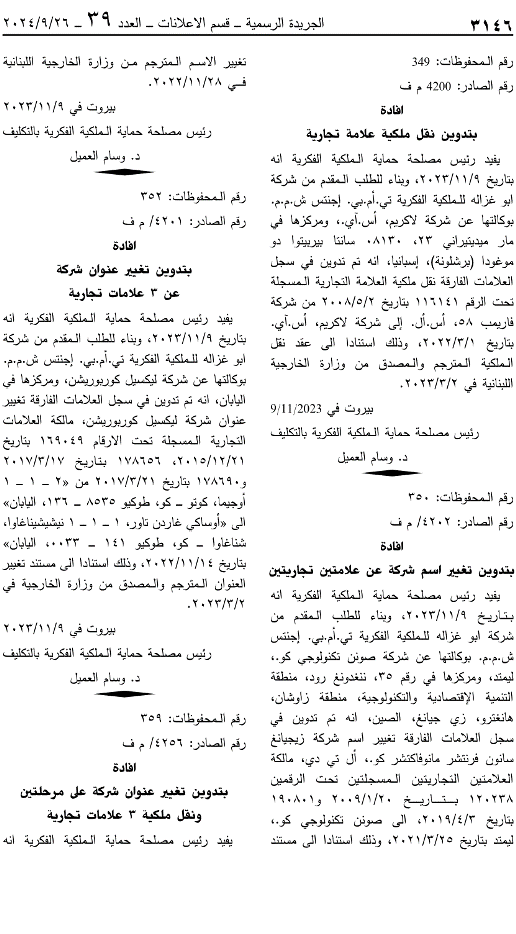 ٣١٤٦
الجريدة الرسمية ـ قسم الاعلانات ـ العدد ٣٩ ـ ٢٠٢٤/٩/٢٦
رقم المحفوظات: 349
رقم الصادر: 4200 م ف
افادة
بتدوين نقل ملكية علامة تجارية
يفيد رئيس مصلحة حماية الملكية الفكرية انه
بتاريخ ٢٠٢٣/١١/٩، وبناء للطلب المقدم من شركة
ابو غزاله للملكية الفكرية تي.أم.بي. إجنتس ش.م.م.
بوكالتها عن شركة لاكريم، أس.آي.، ومركزها في
مار ميديتيراني ٢٣، ٠٨١٣٠ سانتا بيربيتوا دو
موغودا (برشلونة)، إسبانيا، انه تم تدوين في سجل
العلامات الفارقة نقل ملكية العلامة التجارية المسجلة
تحت الرقم ١١٦١٤١ بتاريخ ٢٠٠٨/٥/٢ من شركة
فاريمب ٥٨، أس.أل. إلى شركة لاكريم، أس.آي.
بتاريخ ٢٠٢٢/٣/١، وذلك استنادا الى عقد نقل
الملكية المترجم والمصدق من وزارة الخارجية
اللبنانية في ٢٠٢٣/٣/٢.
بيروت في 9/11/2023
رئيس مصلحة حماية الملكية الفكرية بالتكليف
د. وسام العميل
رقم المحفوظات: ٣٥٠
رقم الصادر: ٤٢٠٢/ م ف
افادة
بتدوين تغيير اسم شركة عن علامتين تجاريتين
يفيد رئيس مصلحة حماية الملكية الفكرية انه
بتاريخ ٢٠٢٣/١١/٩، وبناء للطلب المقدم من
شركة ابو غزاله للملكية الفكرية تي.أم.بي. إجنتس
ش.م.م. بوكالتها عن شركة صونن تكنولوجي كو.،
ليمتد، ومركزها في رقم ٣٥، ننغدونغ رود، منطقة
التنمية الإقتصادية والتكنولوجية، منطقة زاوشان،
هانغترو، زي جيانغ، الصين، انه تم تدوين في
سجل العلامات الفارقة تغيير اسم شركة زيجيانغ
سانون فرنتشر مانوفاكتشر كو.، أل تي دي، مالكة
العلامتين التجاريتين المسجلتين تحت الرقمين
١٢٠٢٣٨ بتاريخ ٢٠٠٩/١/٢٠ و١٩٠٨٠١
بتاريخ ٢٠١٩/٤/٣، الى صونن تكنولوجي كو.،
ليمتد بتاريخ ٢٠٢١/٣/٢٥، وذلك استنادا الى مستند
تغيير الاسم المترجم من وزارة الخارجية اللبنانية
في ٢٠٢٢/١١/٢٨.
بيروت في ٢٠٢٣/١١/٩
رئيس مصلحة حماية الملكية الفكرية بالتكليف
د. وسام العميل
رقم المحفوظات: ٣٥٢
رقم الصادر: ٤٢٠١/ م ف
افادة
بتدوين تغيير عنوان شركة
عن ٣ علامات تجارية
يفيد رئيس مصلحة حماية الملكية الفكرية انه
بتاريخ ٢٠٢٣/١١/٩، وبناء للطلب المقدم من شركة
ابو غزاله للملكية الفكرية تي.أم.بي. إجنتس ش.م.م.
بوكالتها عن شركة ليكسيل كوربوريشن، ومركزها في
اليابان، انه تم تدوين في سجل العلامات الفارقة تغيير
عنوان شركة ليكسيل كوربوريشن، مالكة العلامات
التجارية المسجلة تحت الارقام ١٦٩٠٤٩ بتاريخ
٢٠١٥/١٢/٢١، ١٧٨٦٥٦ بتاريخ ٢٠١٧/٣/١٧
و١٧٨٦٩٠ بتاريخ ٢٠١٧/٣/٢١ من «٢ ـ ١ ـ ١
أوجيما، كوتو ـ كو، طوكيو ٨٥٣٥ ـ ١٣٦، اليابان»
الى «أوساكي غاردن تاور، ١ ـ ١ ـ ١ نيشيشيناغاوا،
شناغاوا ـ كو، طوكيو ١٤١ ـ ٠٠٣٣، اليابان»
بتاريخ ٢٠٢٢/١١/١٤، وذلك استنادا الى مستند تغيير
العنوان المترجم والمصدق من وزارة الخارجية في
٢٠٢٣/٣/٢.
بيروت في ٢٠٢٣/١١/٩
رئيس مصلحة حماية الملكية الفكرية بالتكليف
د. وسام العميل
رقم المحفوظات: ٣٥٩
رقم الصادر: ٤٢٥٦/ م ف
افادة
بتدوين تغيير عنوان شركة على مرحلتين
ونقل ملكية ٣ علامات تجارية
يفيد رئيس مصلحة حماية الملكية الفكرية انه